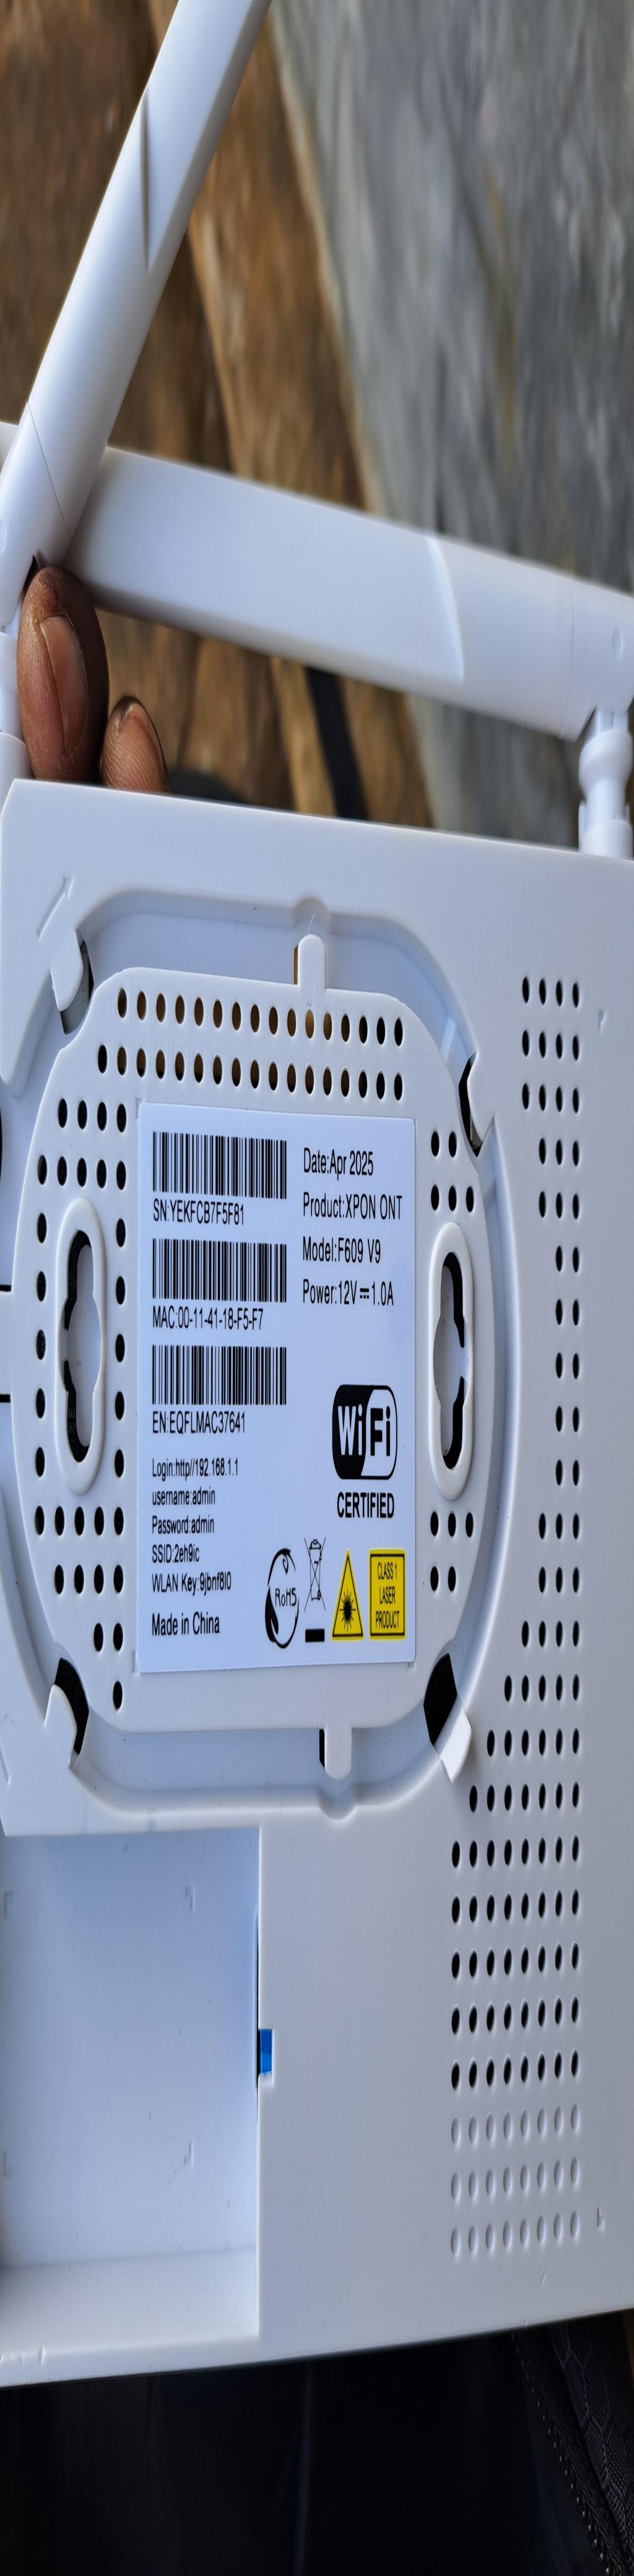 Date:Apr 2025
Product:XPON ONT
Model:F609 V9
Power:12V⎓1.0A
SN:YEKFCB7F5F81
MAC:00-11-41-18-F5-F7
EN:EQFLMAC37641
Login:http//192.168.1.1
username:admin
Password:admin
SSID:2eh9ic
WLAN Key:9jbnf8l0
Made in China
WiFi
CERTIFIED
RoHS
CLASS 1
LASER
PRODUCT